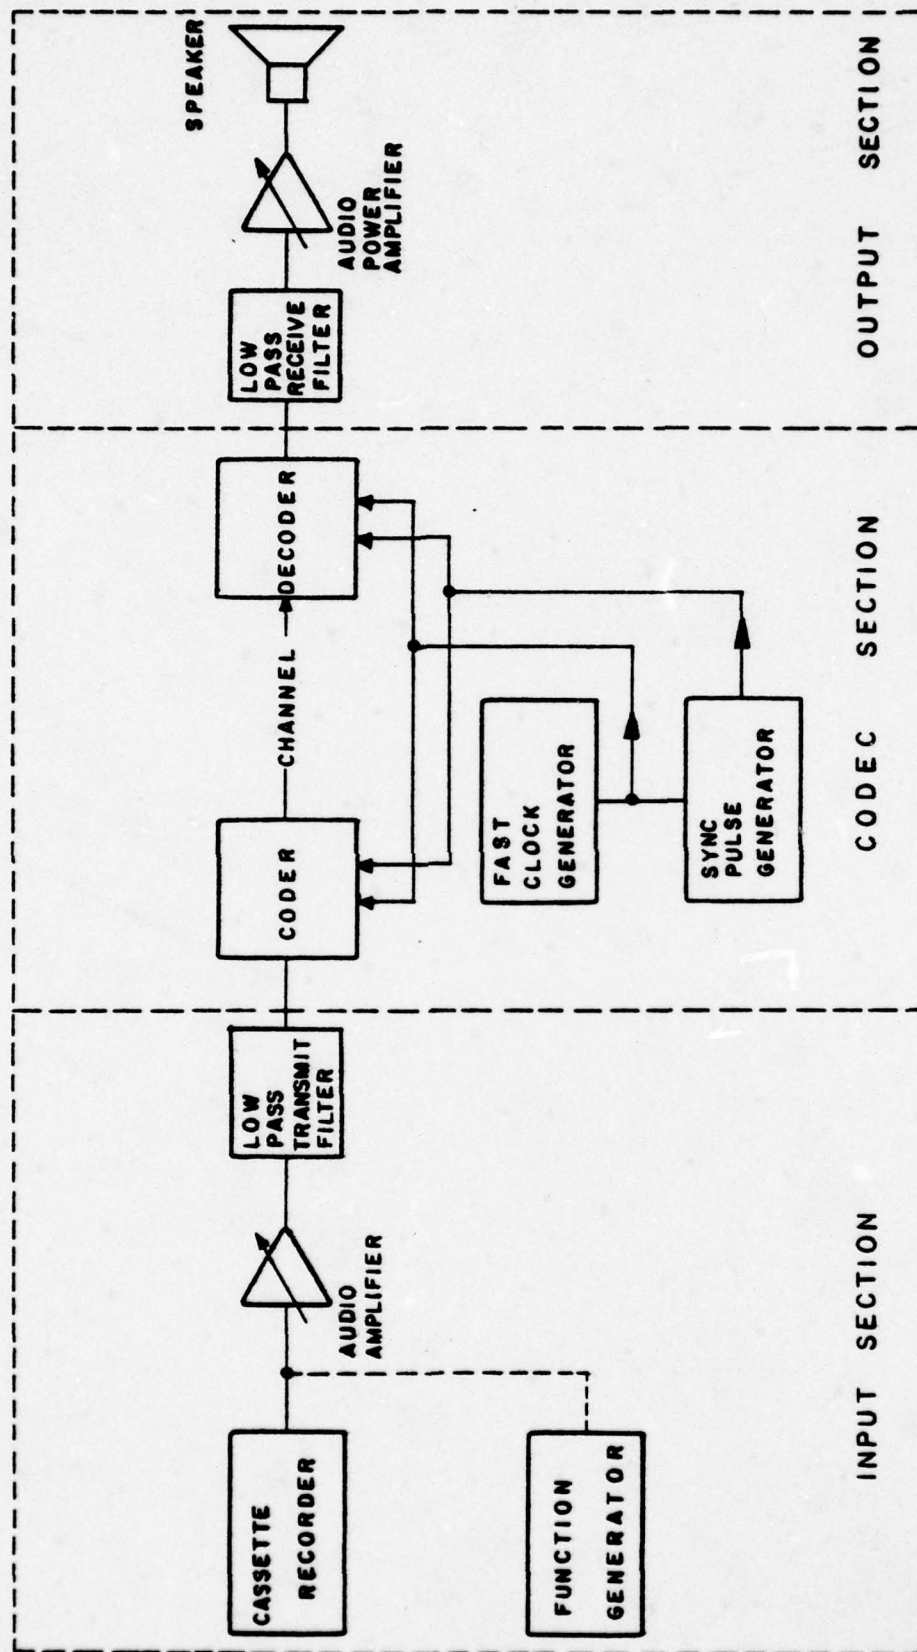 CASSETTE
RECORDER
FUNCTION
GENERATOR
AUDIO
AMPLIFIER
LOW
PASS
TRANSMIT
FILTER
INPUT SECTION
CODER
CHANNEL
DECODER
FAST
CLOCK
GENERATOR
SYNC
PULSE
GENERATOR
CODEC SECTION
LOW
PASS
RECEIVE
FILTER
AUDIO
POWER
AMPLIFIER
SPEAKER
OUTPUT SECTION